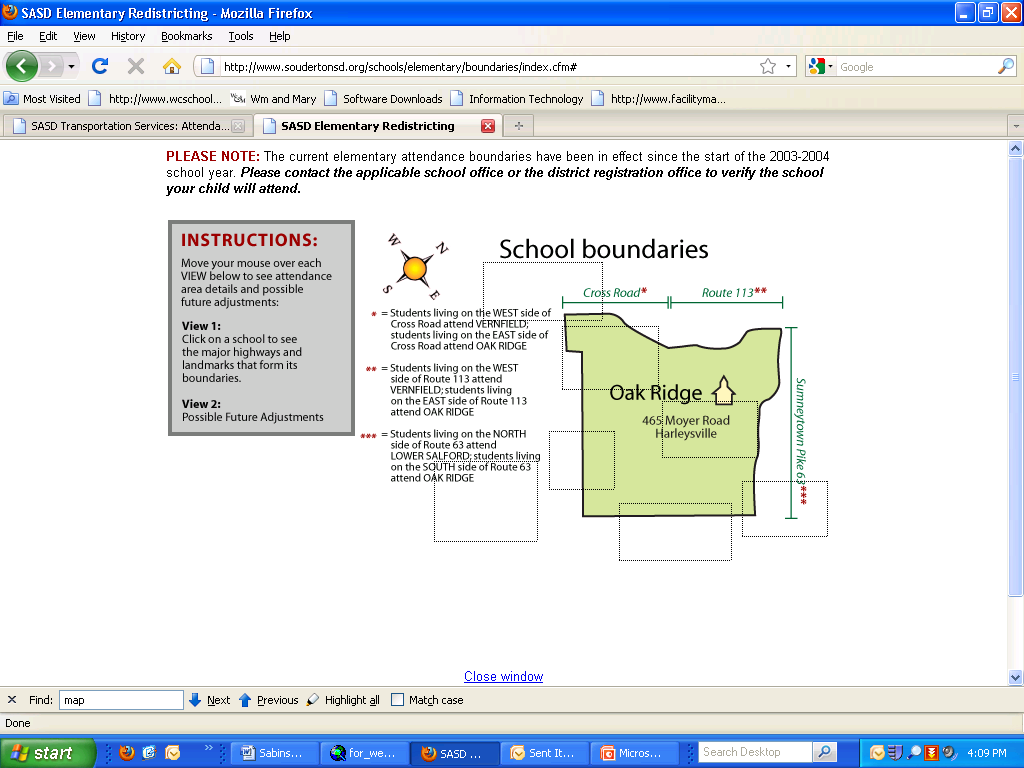 SASD Elementary Redistricting - Mozilla Firefox
File Edit View History Bookmarks Tools Help
http://www.soudertonsd.org/schools/elementary/boundaries/index.cfm#
Google
Most Visited http://www.wcschool... Wm and Mary Software Downloads Information Technology http://www.facilityma...
SASD Transportation Services: Attenda... SASD Elementary Redistricting
PLEASE NOTE: The current elementary attendance boundaries have been in effect since the start of the 2003-2004
school year. Please contact the applicable school office or the district registration office to verify the school
your child will attend.
INSTRUCTIONS:
Move your mouse over each
VIEW below to see attendance
area details and possible
future adjustments:
View 1:
Click on a school to see
the major highways and
landmarks that form its
boundaries.
View 2:
Possible Future Adjustments
W N
S E
School boundaries
* = Students living on the WEST side of
Cross Road attend VERNFIELD;
students living on the EAST side of
Cross Road attend OAK RIDGE
** = Students living on the WEST
side of Route 113 attend
VERNFIELD; students living
on the EAST side of Route 113
attend OAK RIDGE
*** = Students living on the NORTH
side of Route 63 attend
LOWER SALFORD; students living
on the SOUTH side of Route 63
attend OAK RIDGE
Cross Road* Route 113**
Oak Ridge
465 Moyer Road
Harleysville
Sumneytown Pike 63***
Close window
Find: map Next Previous Highlight all Match case
Done
start Sabins... for_we... SASD ... Sent It... Micros... Search Desktop 4:09 PM